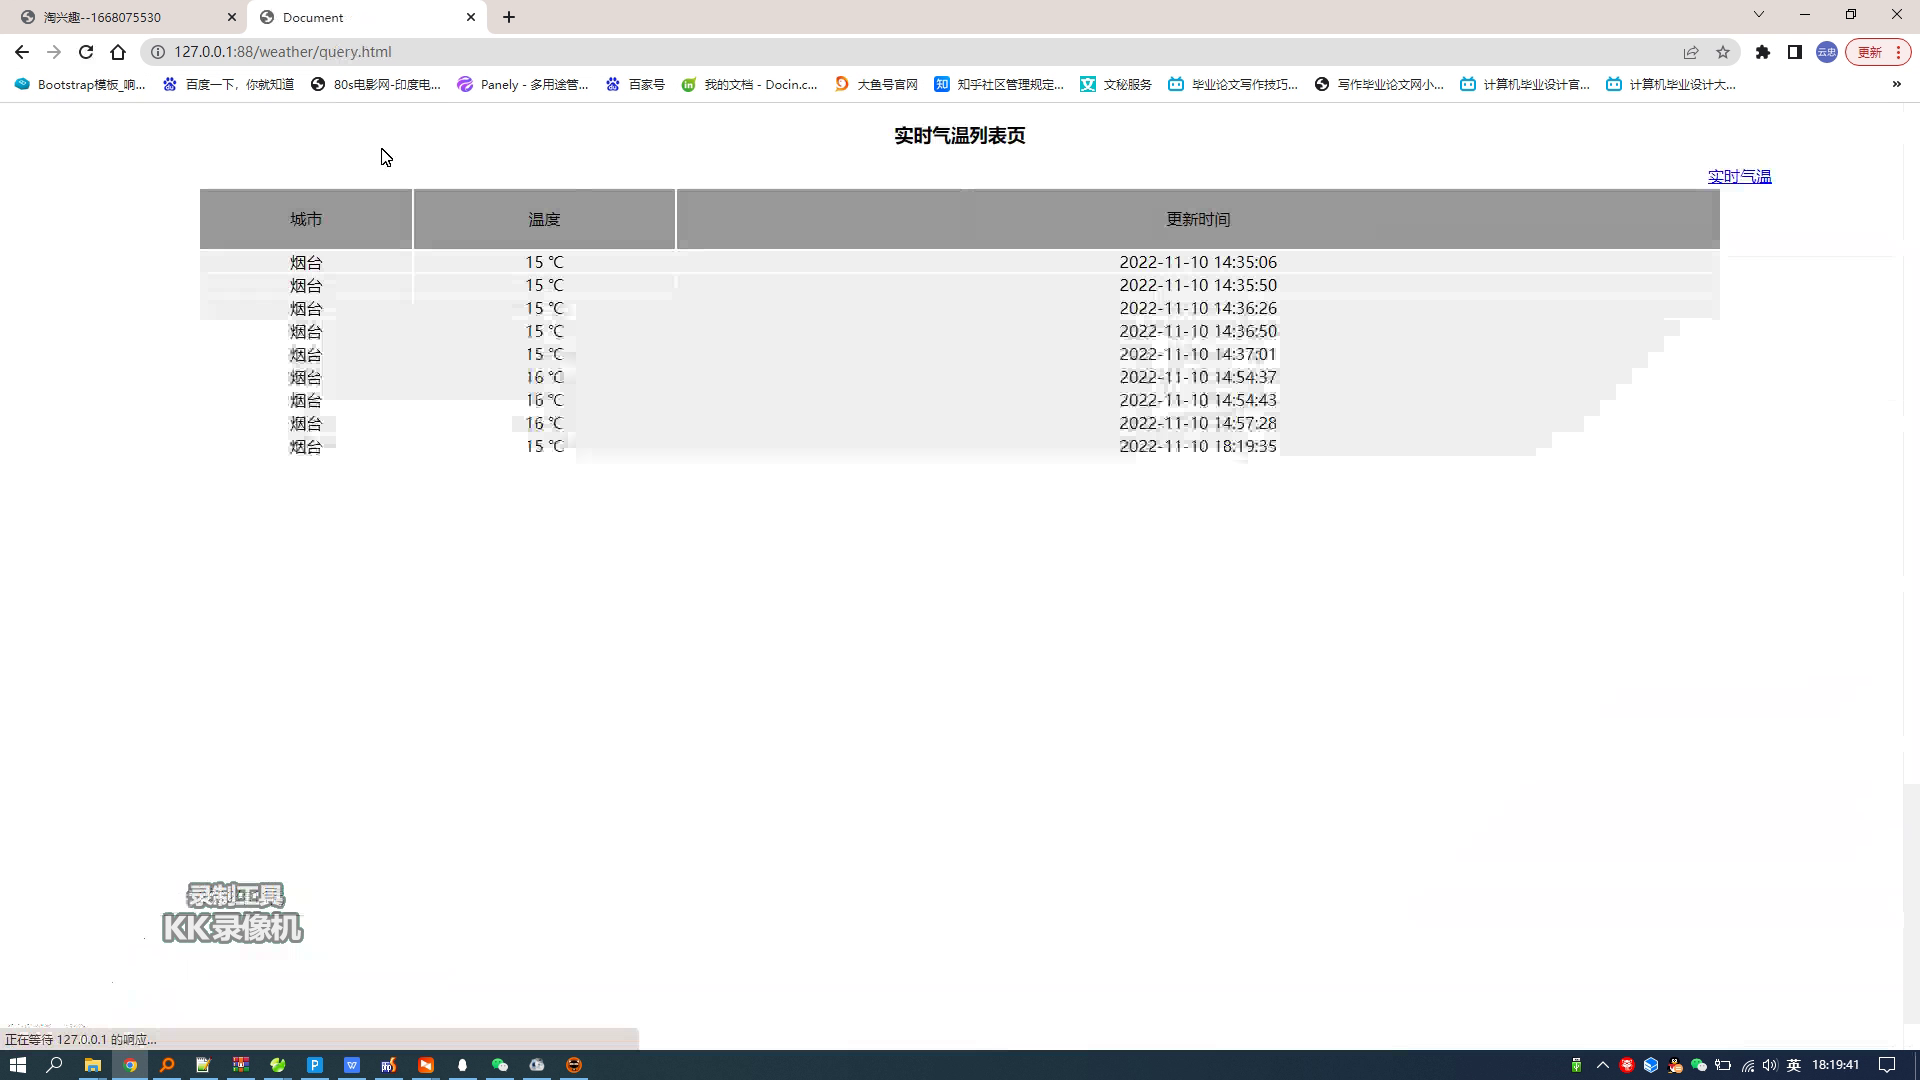 淘兴趣--1668075530
Document
127.0.0.1:88/weather/query.html
云忠
更新
Bootstrap模板_响...
百度一下，你就知道
80s电影网-印度电...
Panely - 多用途管...
百家号
我的文档 - Docin.c...
大鱼号官网
知乎社区管理规定...
文秘服务
毕业论文写作技巧...
写作毕业论文网小...
计算机毕业设计官...
计算机毕业设计大...
实时气温列表页
实时气温
城市 温度 更新时间
烟台 15 ℃ 2022-11-10 14:35:06
烟台 15 ℃ 2022-11-10 14:35:50
烟台 15 ℃ 2022-11-10 14:36:26
烟台 15 ℃ 2022-11-10 14:36:50
烟台 15 ℃ 2022-11-10 14:37:01
烟台 16 ℃ 2022-11-10 14:54:37
烟台 16 ℃ 2022-11-10 14:54:43
烟台 16 ℃ 2022-11-10 14:57:28
烟台 15 ℃ 2022-11-10 18:19:35
录制工具
KK录像机
正在等待 127.0.0.1 的响应...
英
18:19:41